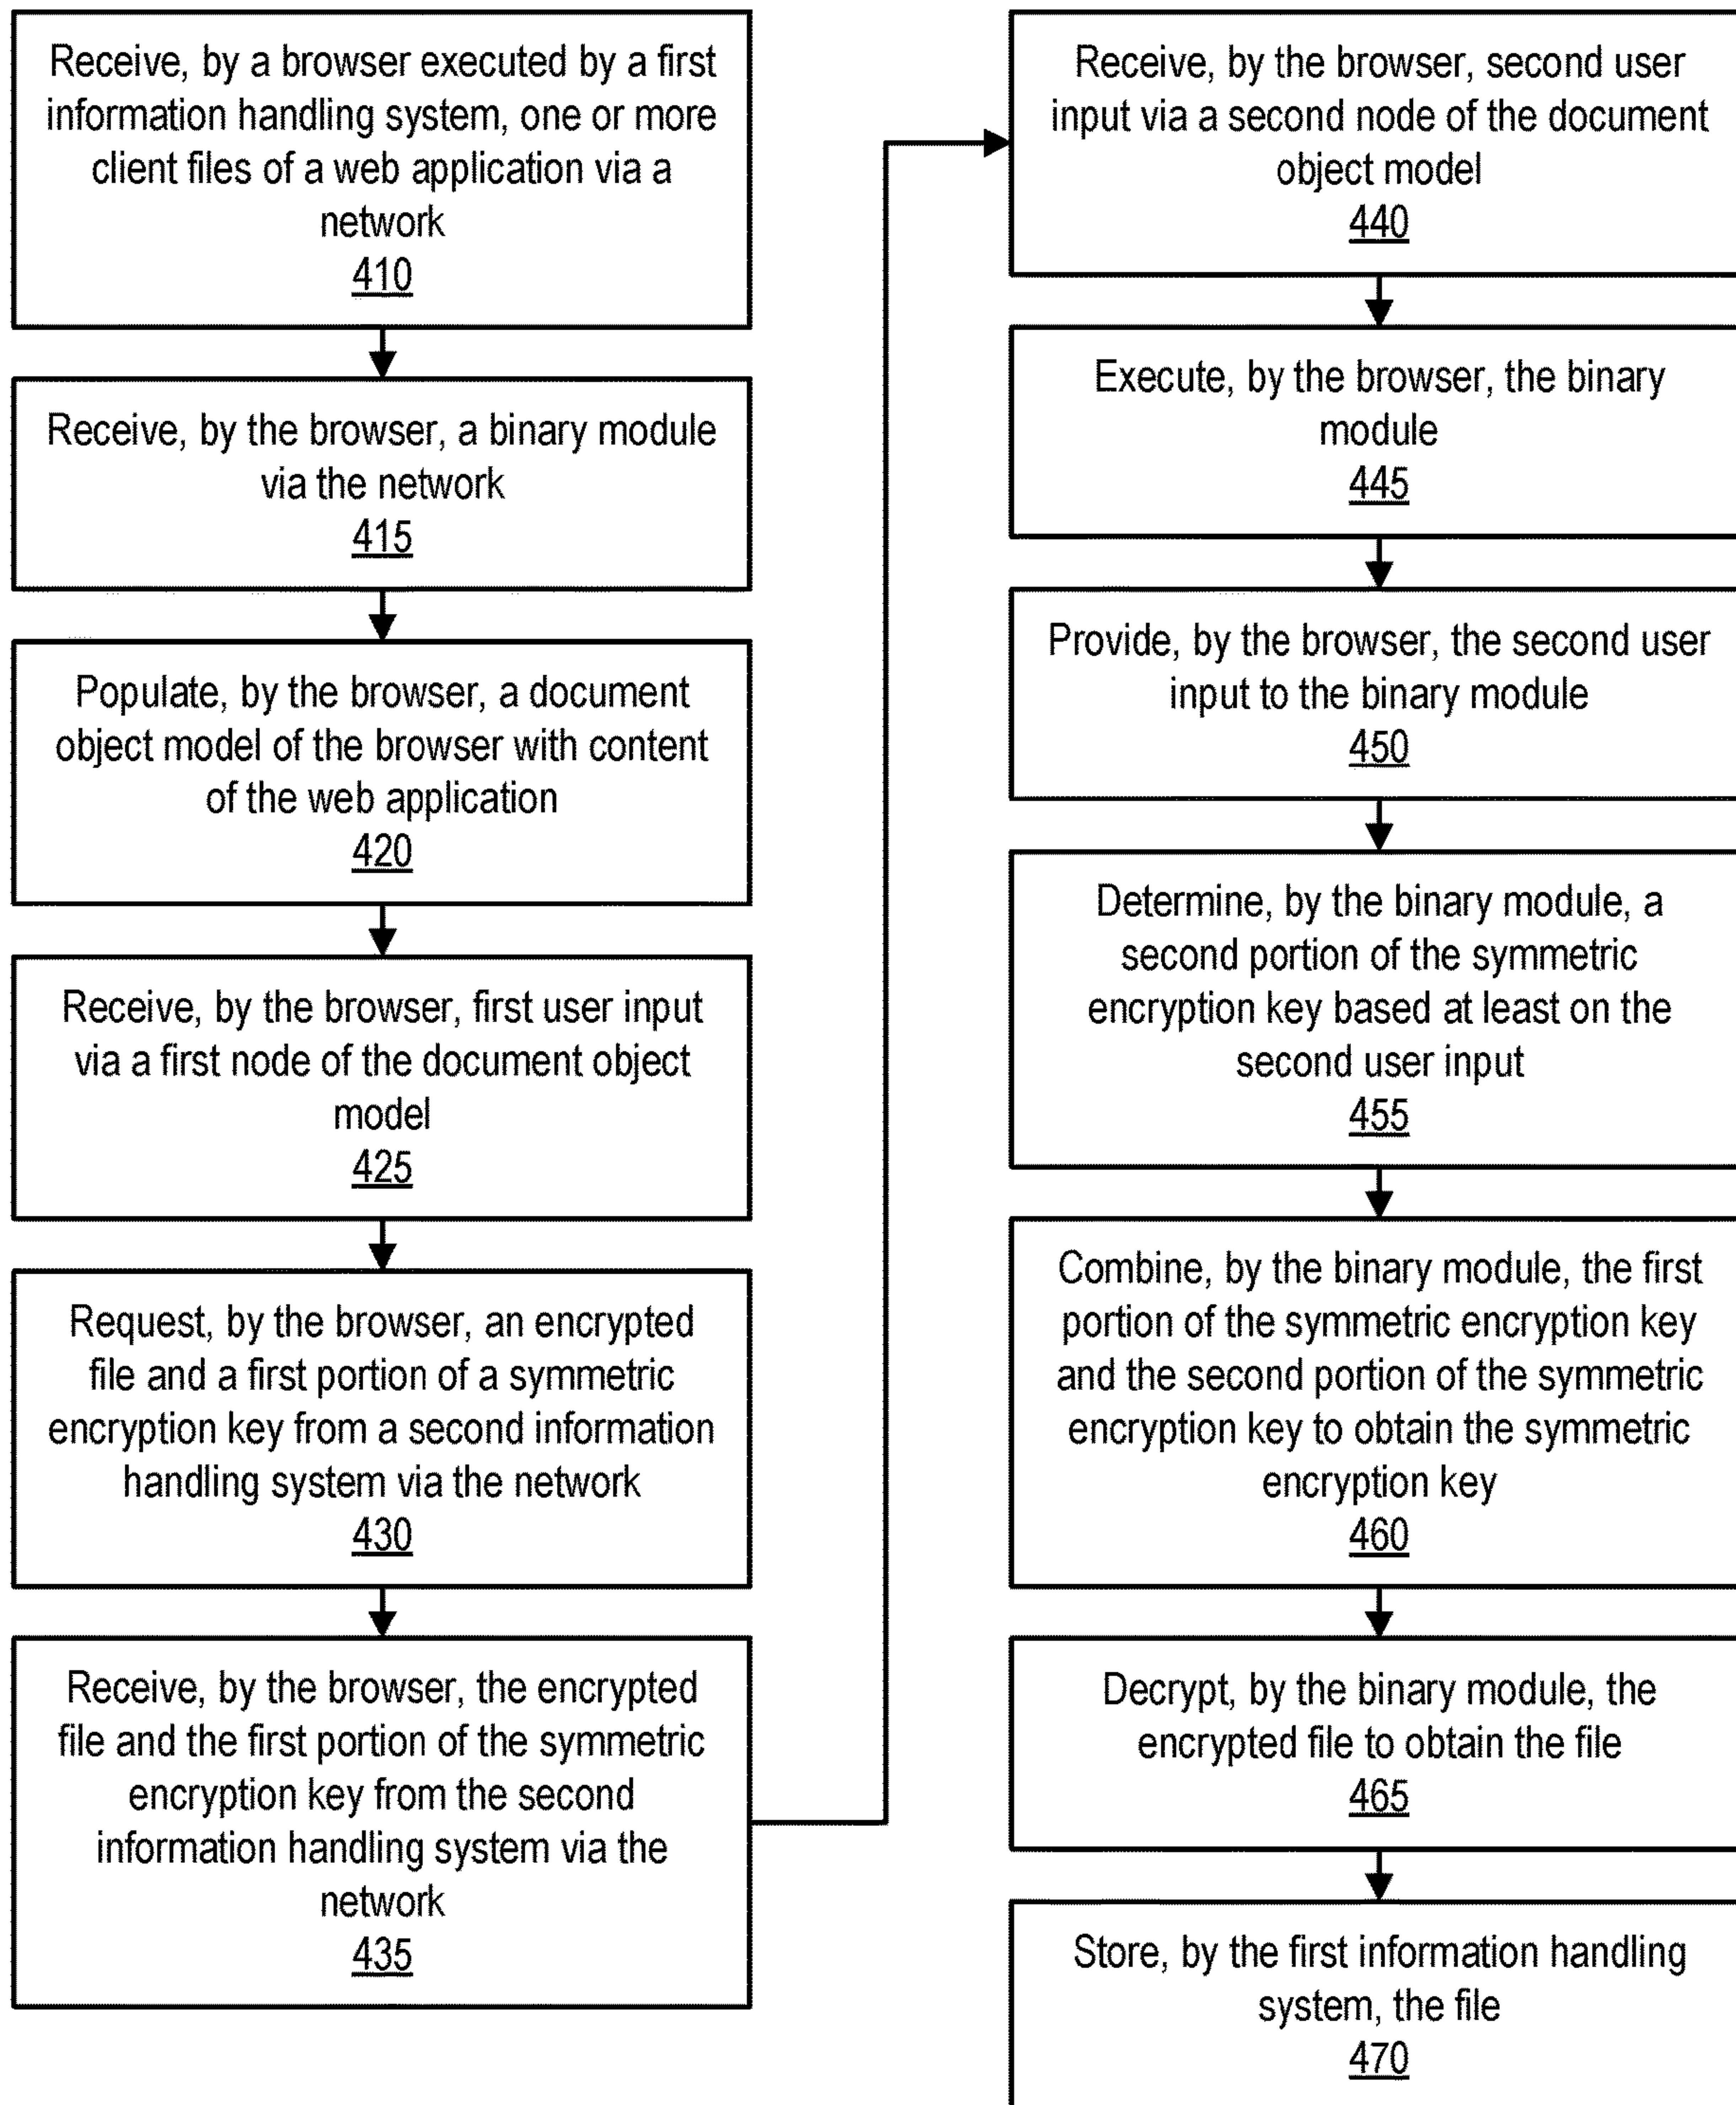 Receive, by a browser executed by a first
information handling system, one or more
client files of a web application via a
network
410
Receive, by the browser, a binary module
via the network
415
Populate, by the browser, a document
object model of the browser with content
of the web application
420
Receive, by the browser, first user input
via a first node of the document object
model
425
Request, by the browser, an encrypted
file and a first portion of a symmetric
encryption key from a second information
handling system via the network
430
Receive, by the browser, the encrypted
file and the first portion of the symmetric
encryption key from the second
information handling system via the
network
435
Receive, by the browser, second user
input via a second node of the document
object model
440
Execute, by the browser, the binary
module
445
Provide, by the browser, the second user
input to the binary module
450
Determine, by the binary module, a
second portion of the symmetric
encryption key based at least on the
second user input
455
Combine, by the binary module, the first
portion of the symmetric encryption key
and the second portion of the symmetric
encryption key to obtain the symmetric
encryption key
460
Decrypt, by the binary module, the
encrypted file to obtain the file
465
Store, by the first information handling
system, the file
470